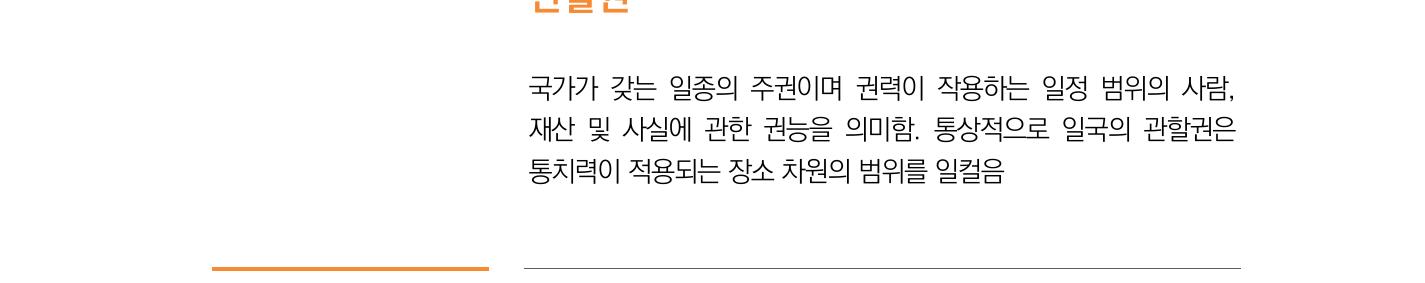 국가가 갖는 일종의 주권이며 권력이 작용하는 일정 범위의 사람,
재산 및 사실에 관한 권능을 의미함. 통상적으로 일국의 관할권은
통치력이 적용되는 장소 차원의 범위를 일컬음